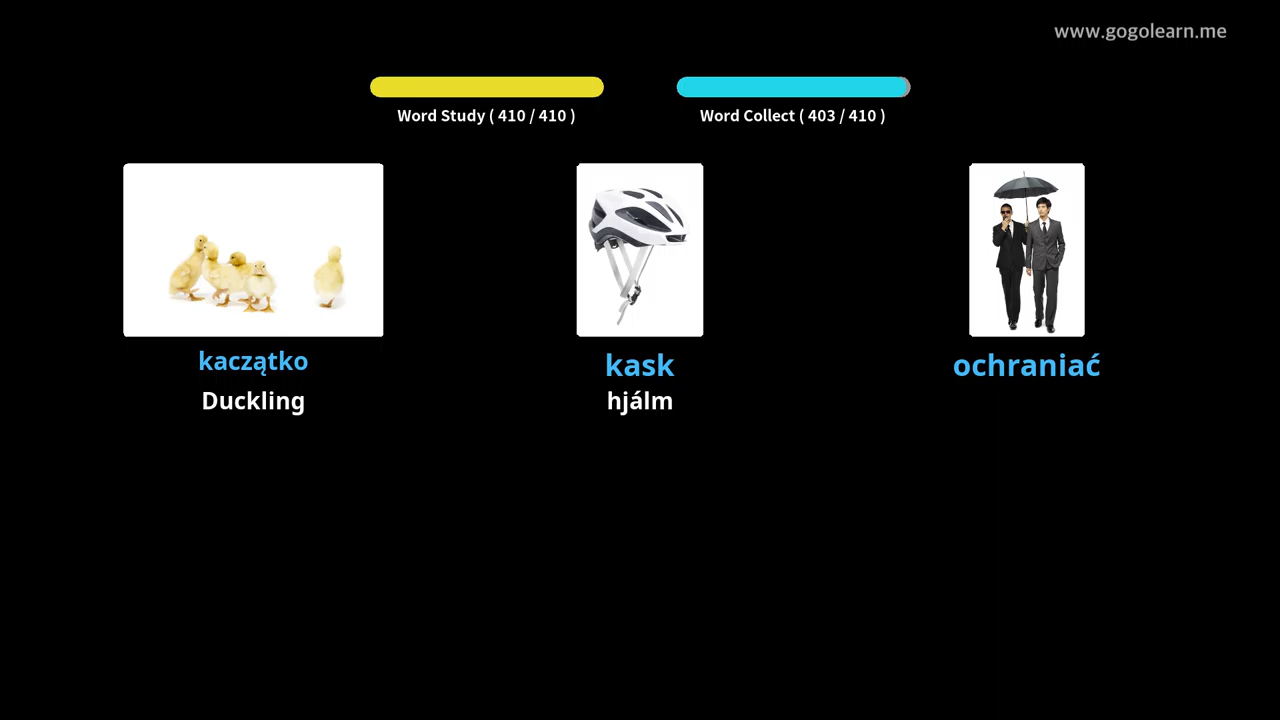 www.gogolearn.me
Word Study ( 410 / 410 )
Word Collect ( 403 / 410 )
kaczątko
kask
ochraniać
Duckling
hjálm